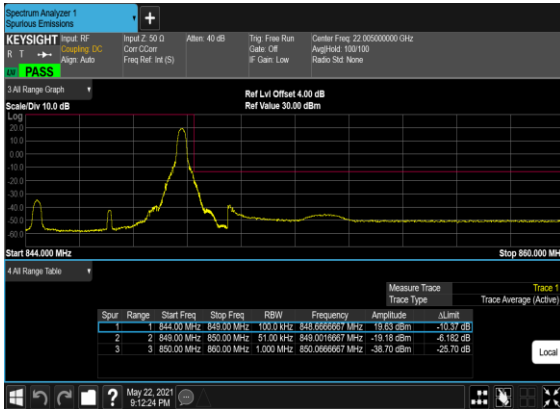 Spectrum Analyzer 1
Spurious Emissions
KEYSIGHT
R T
LXI
PASS
Input: RF
Coupling: DC
Align: Auto
Input Z: 50 Ω
Corr CCorr
Freq Ref: Int (S)
Atten: 40 dB
Trig: Free Run
Gate: Off
IF Gain: Low
Center Freq: 22.005000000 GHz
Avg|Hold: 100/100
Radio Std: None
3 All Range Graph
Scale/Div 10.0 dB
Ref Lvl Offset 4.00 dB
Ref Value 30.00 dBm
Log
20.0
10.0
0.00
-10.0
-20.0
-30.0
-40.0
-50.0
-60.0
Start 844.000 MHz
Stop 860.000 MH
4 All Range Table
Measure Trace Trace 1
Trace Type Trace Average (Active)
Spur Range Start Freq Stop Freq RBW Frequency Amplitude ΔLimit
1 1 844.00 MHz 849.00 MHz 100.0 kHz 848.6666667 MHz 19.63 dBm -10.37 dB
2 2 849.00 MHz 850.00 MHz 51.00 kHz 849.0016667 MHz -19.18 dBm -6.182 dB
3 3 850.00 MHz 860.00 MHz 1.000 MHz 850.0666667 MHz -38.70 dBm -25.70 dB
Local
?
May 22, 2021
9:12:24 PM